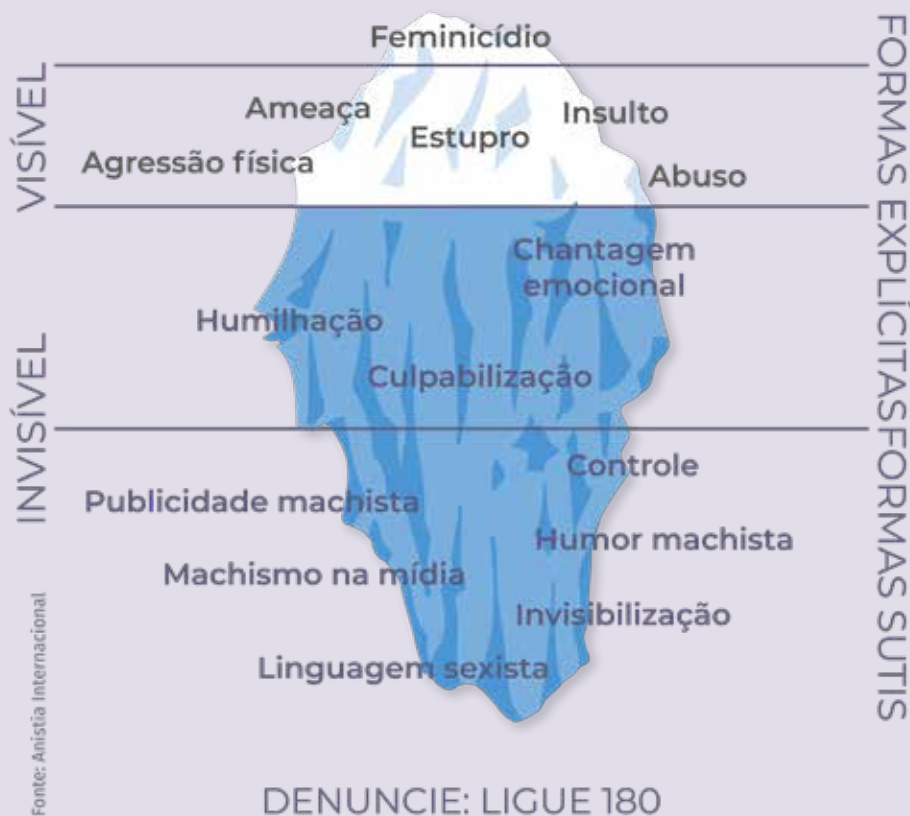 Feminicídio
VISÍVEL
Ameaça
Insulto
Estupro
Agressão física
Abuso
FORMAS EXPLÍCITAS
Chantagem
emocional
Humilhação
Culpabilização
INVISÍVEL
Controle
Publicidade machista
Humor machista
Machismo na mídia
Invisibilização
Linguagem sexista
FORMAS SUTIS
Fonte: Anistia Internacional
DENUNCIE: LIGUE 180